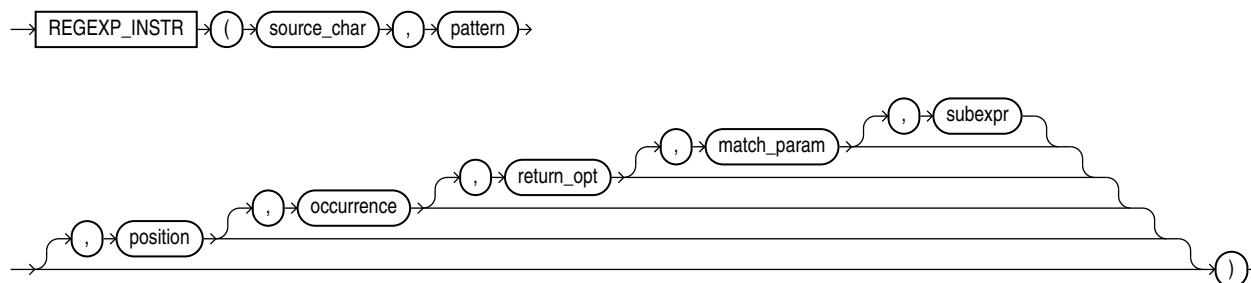 REGEXP_INSTR ( source_char , pattern
, subexpr
, match_param
, return_opt
, occurrence
, position
)